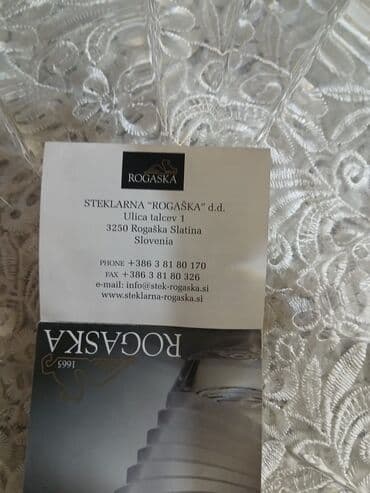 ROGAŠKA
STEKLARNA “ROGAŠKA” d.d.
Ulica talcev 1
3250 Rogaška Slatina
Slovenia
PHONE +386 3 81 80 170
FAX +386 3 81 80 326
e-mail: info@stek-rogaska.si
www.steklarna-rogaska.si
ROGASKA
1665